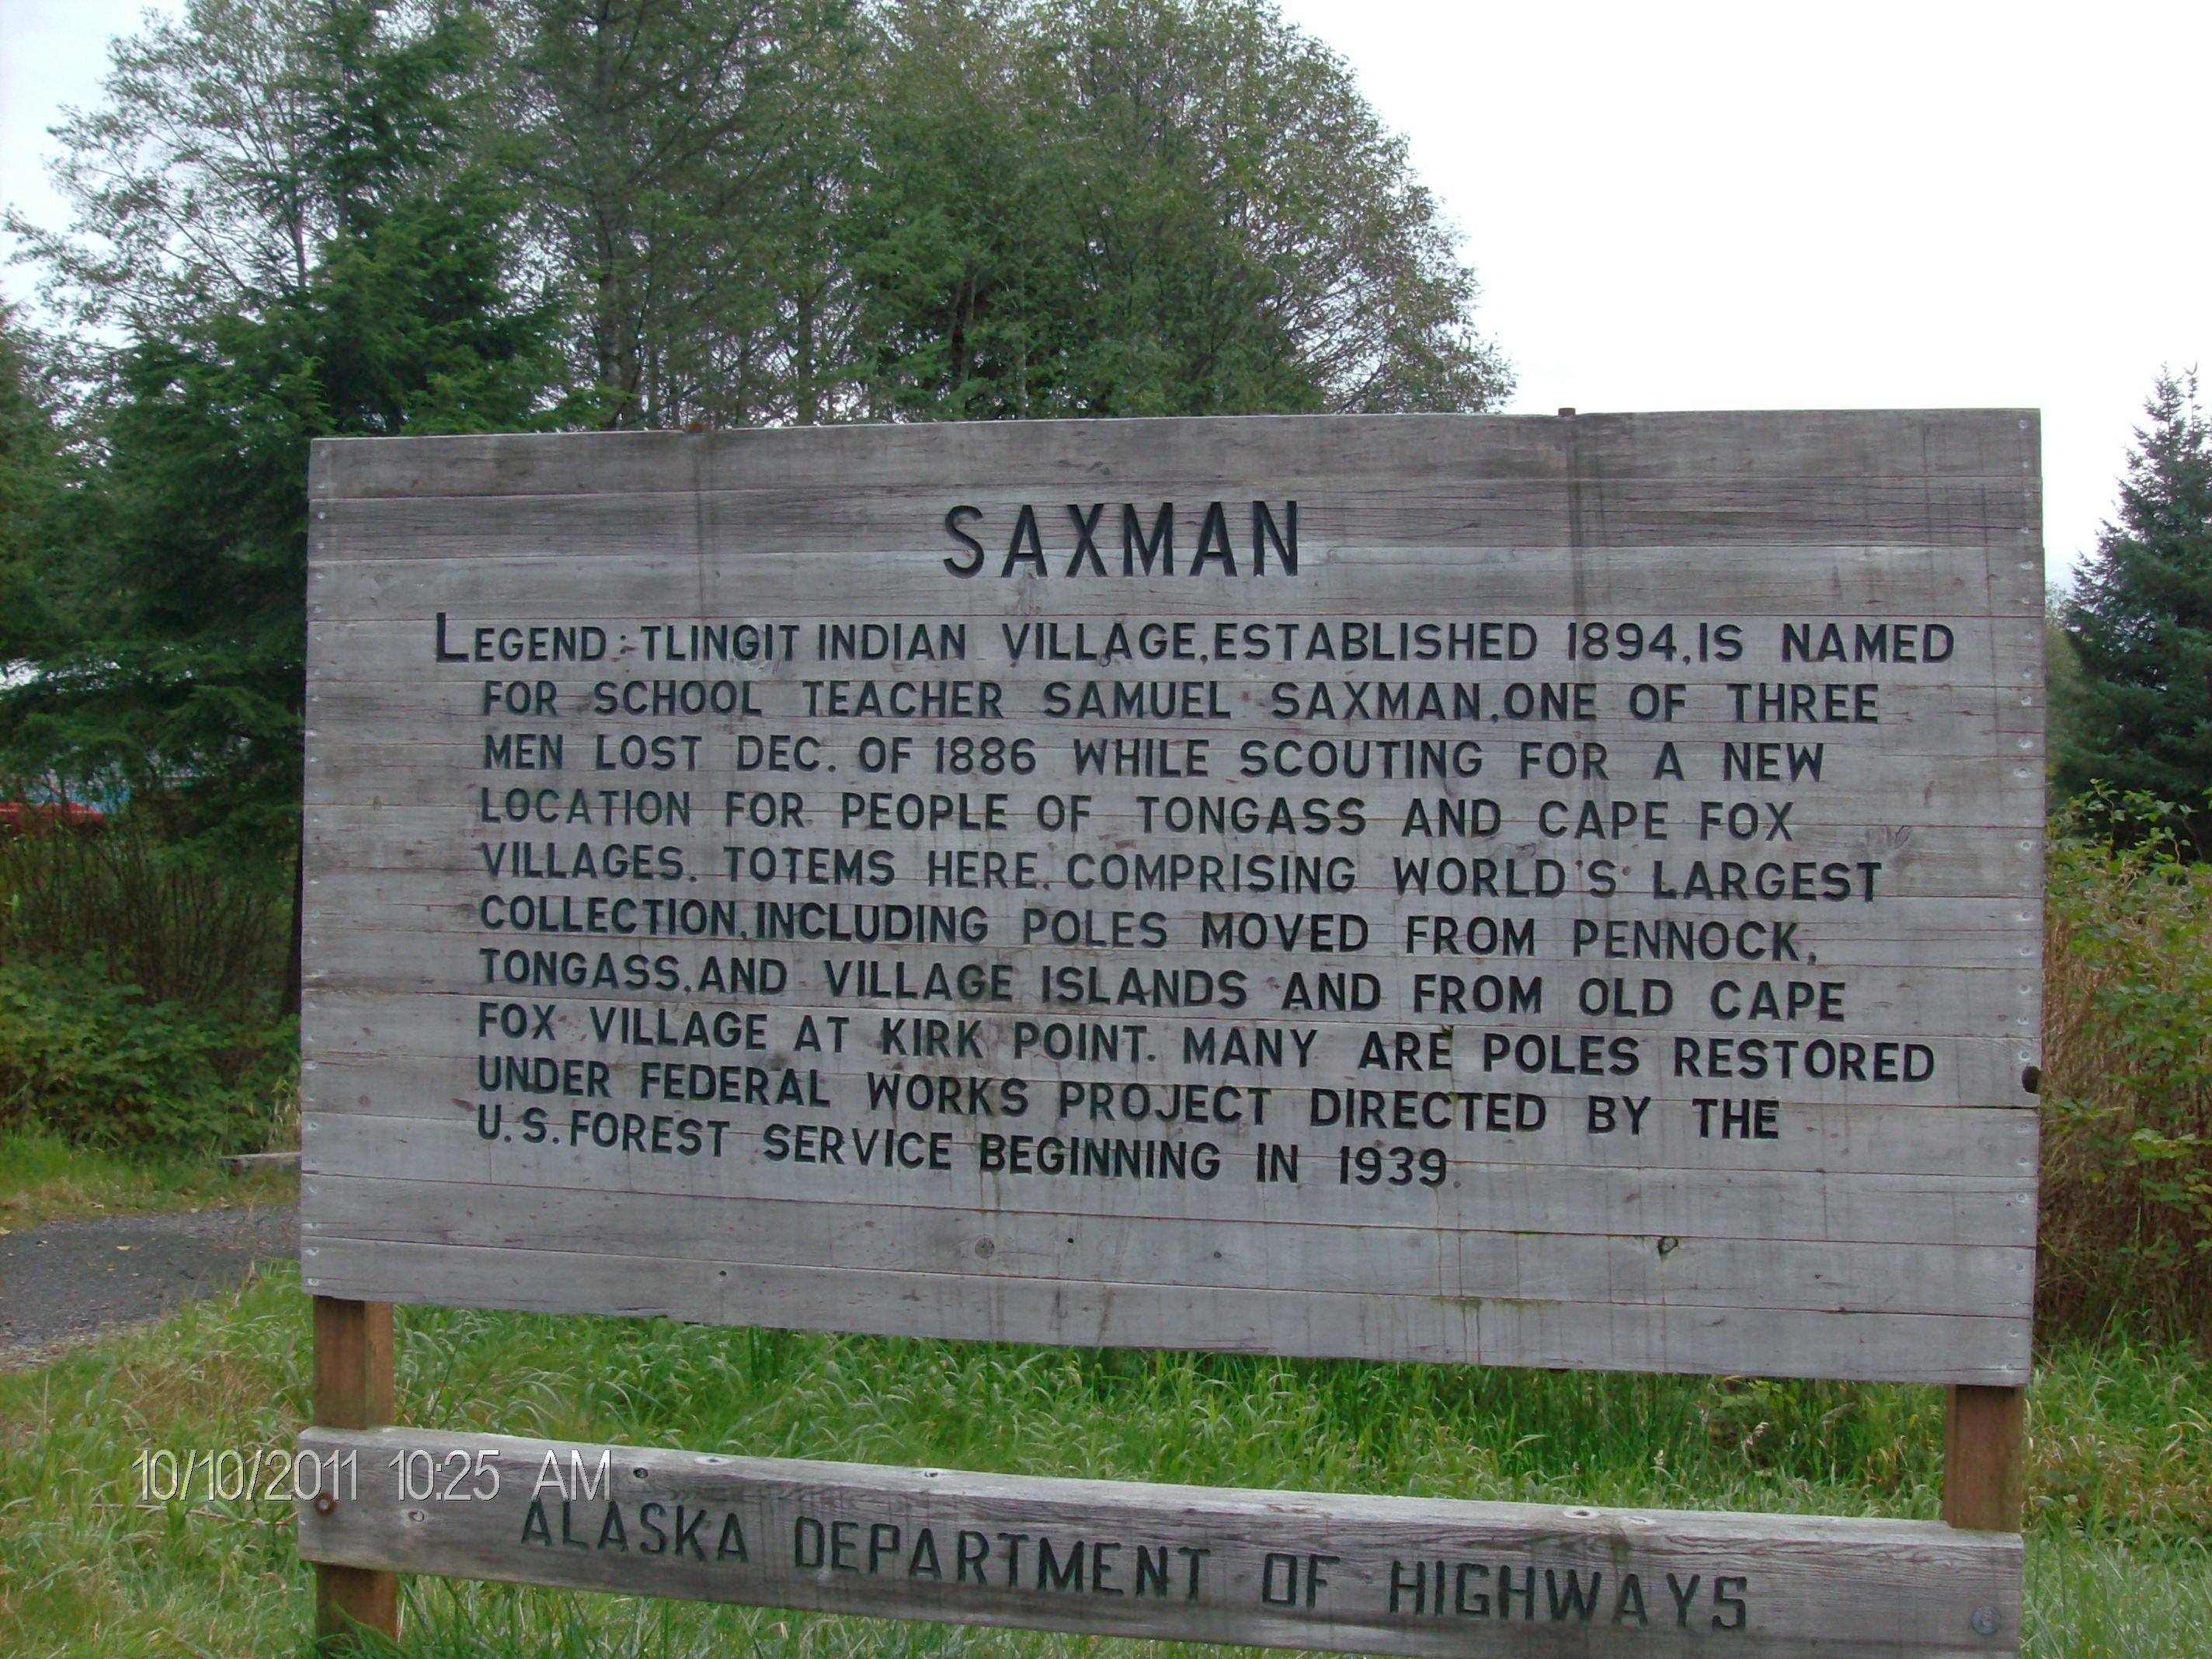 SAXMAN
LEGEND: TLINGIT INDIAN VILLAGE, ESTABLISHED 1894, IS NAMED
FOR SCHOOL TEACHER SAMUEL SAXMAN, ONE OF THREE
MEN LOST DEC. OF 1886 WHILE SCOUTING FOR A NEW
LOCATION FOR PEOPLE OF TONGASS AND CAPE FOX
VILLAGES. TOTEMS HERE, COMPRISING WORLD'S LARGEST
COLLECTION, INCLUDING POLES MOVED FROM PENNOCK,
TONGASS, AND VILLAGE ISLANDS AND FROM OLD CAPE
FOX VILLAGE AT KIRK POINT. MANY ARE POLES RESTORED
UNDER FEDERAL WORKS PROJECT DIRECTED BY THE
U.S. FOREST SERVICE BEGINNING IN 1939
10/10/2011 10:25 AM
ALASKA DEPARTMENT OF HIGHWAYS